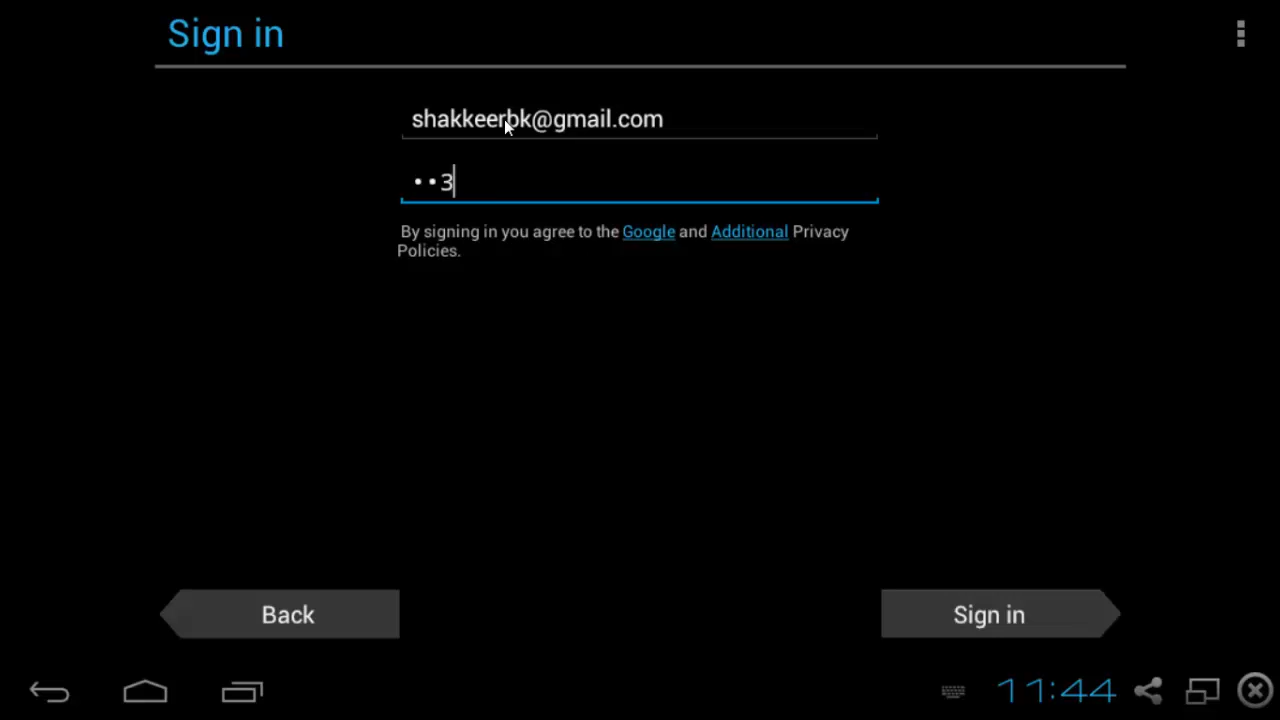 Sign in
shakkeerbk@gmail.com
••3
By signing in you agree to the Google and Additional Privacy
Policies.
Back
Sign in
11:44